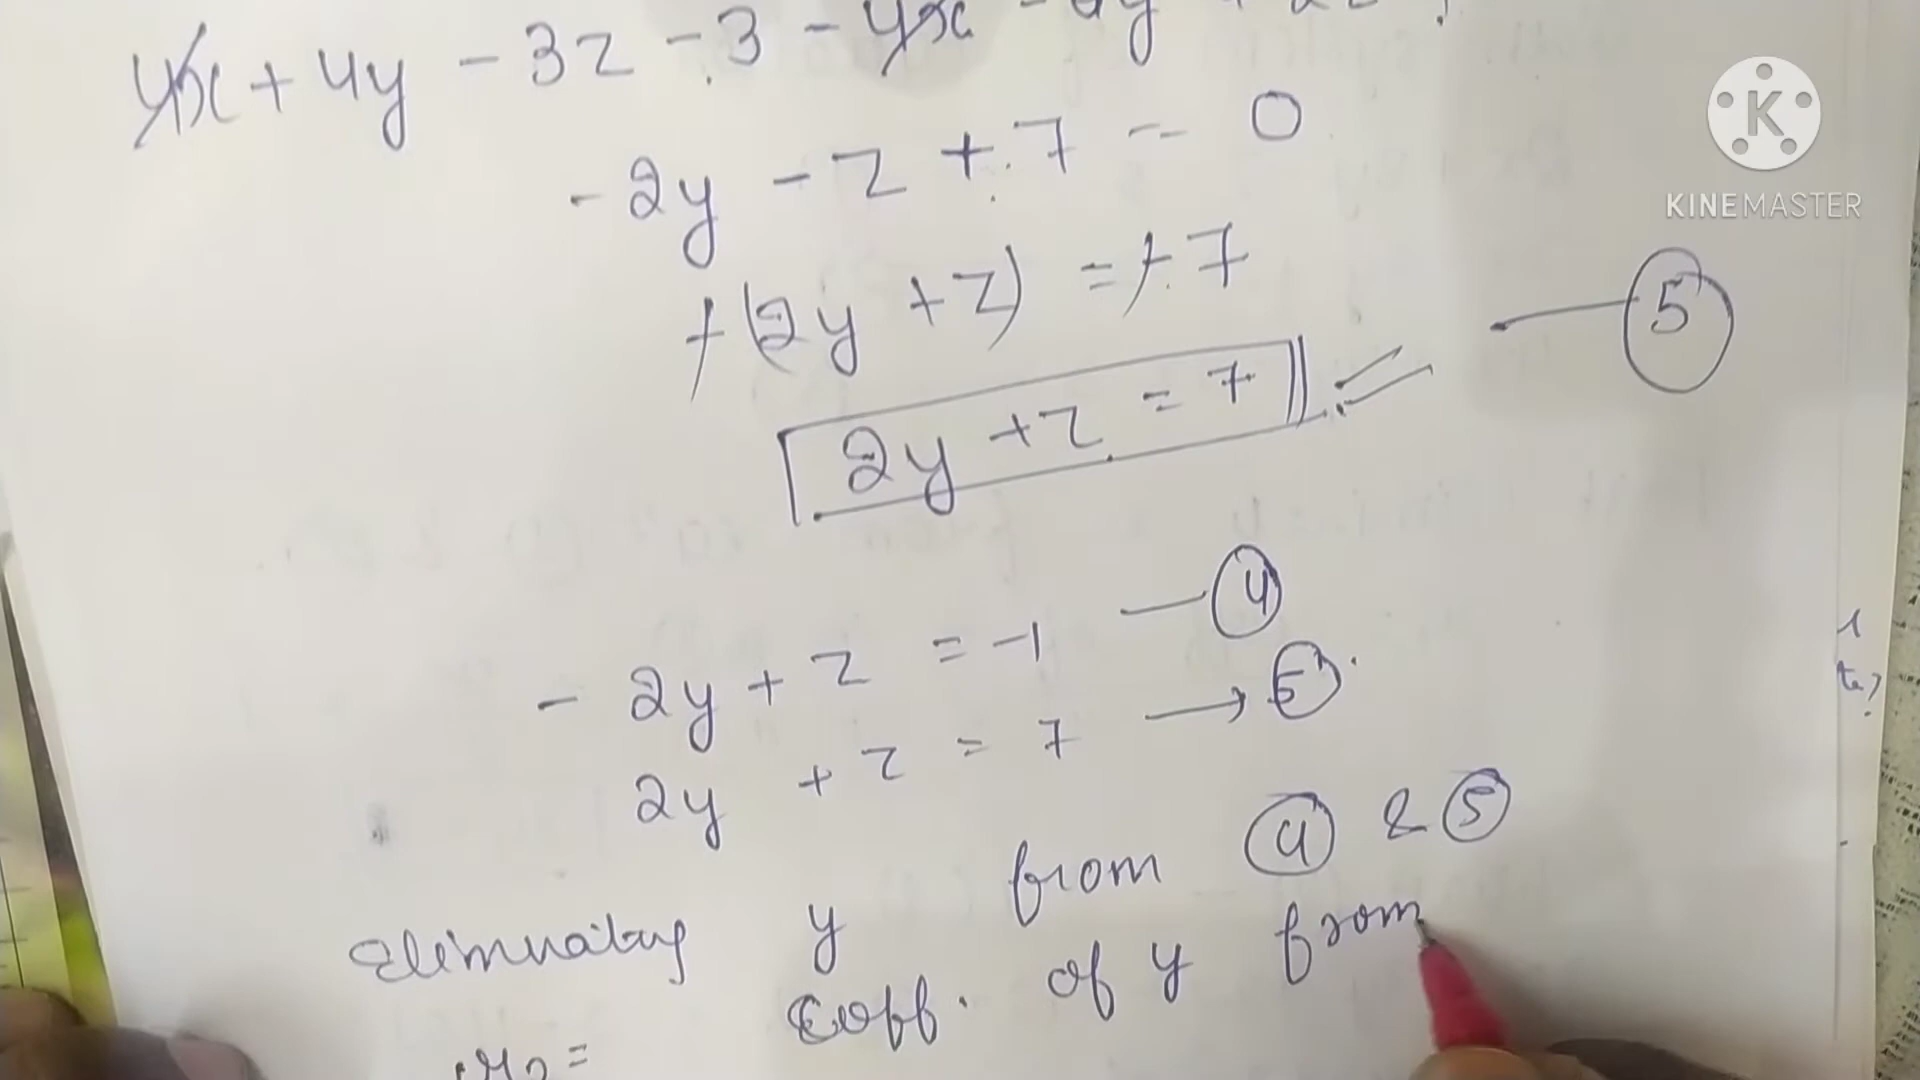 4x + 4y - 3z - 3 - 4x
- 2y - z + 7 = 0
-(2y + z) = -7
2y + z = 7
5
- 2y + z = -1 — 4
2y + z = 7 → 5
Eliminating y from 4 & 5
Coff. of y from
K
KINEMASTER